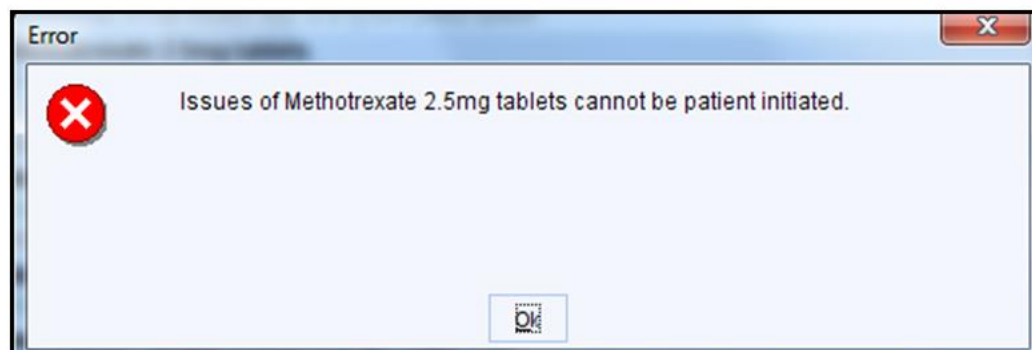 Error
Issues of Methotrexate 2.5mg tablets cannot be patient initiated.
Ok